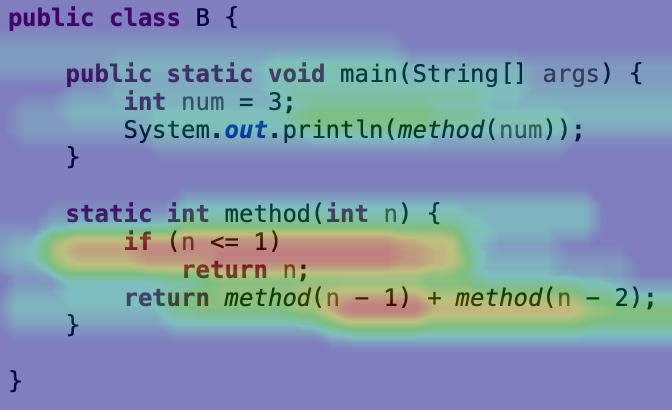 public class B {
public static void main(String[] args) {
int num = 3;
System.out.println(method(num));
}
static int method(int n) {
if (n <= 1)
return n;
return method(n - 1) + method(n - 2);
}
}